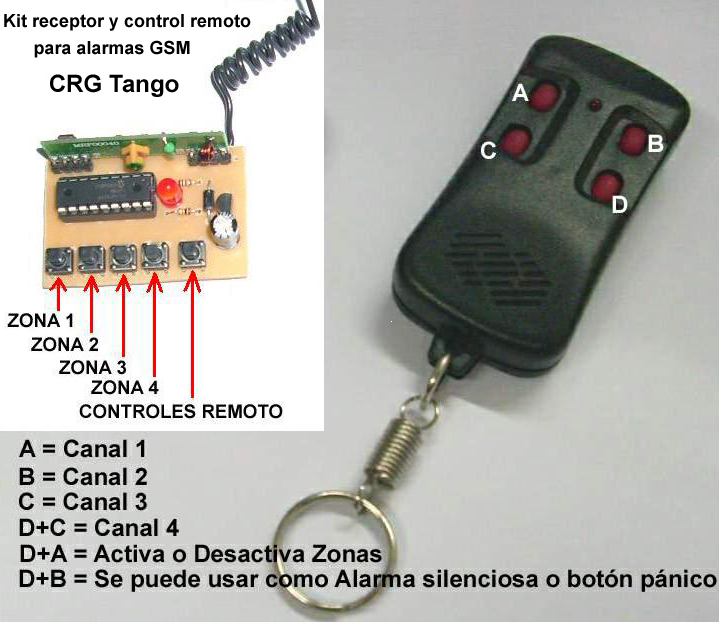 Kit receptor y control remoto
para alarmas GSM
CRG Tango
ZONA 1
ZONA 2
ZONA 3
ZONA 4
CONTROLES REMOTO
A
B
C
D
A = Canal 1
B = Canal 2
C = Canal 3
D+C = Canal 4
D+A = Activa o Desactiva Zonas
D+B = Se puede usar como Alarma silenciosa o botón pánico